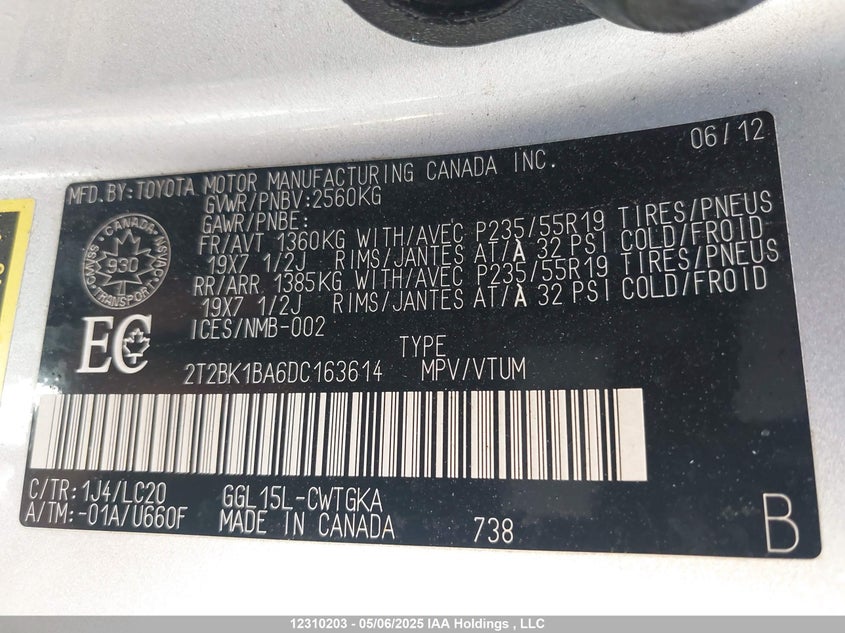 06/12
MFD.BY:TOYOTA MOTOR MANUFACTURING CANADA INC.
GVWR/PNBV:2560KG
GAWR/PNBE:
FR/AVT 1360KG WITH/AVEC P235/55R19 TIRES/PNEUS
19X7 1/2J RIMS/JANTES AT/À 32 PSI COLD/FROID
RR/ARR 1385KG WITH/AVEC P235/55R19 TIRES/PNEUS
19X7 1/2J RIMS/JANTES AT/À 32 PSI COLD/FROID
ICES/NMB-002
CANADA
930
TRANSPORT
EC
TYPE
2T2BK1BA6DC163614 MPV/VTUM
C/TR:1J4/LC20 GGL15L-CWTGKA
A/TM:-01A/U660F MADE IN CANADA 738 B
12310203 - 05/06/2025 IAA Holdings , LLC